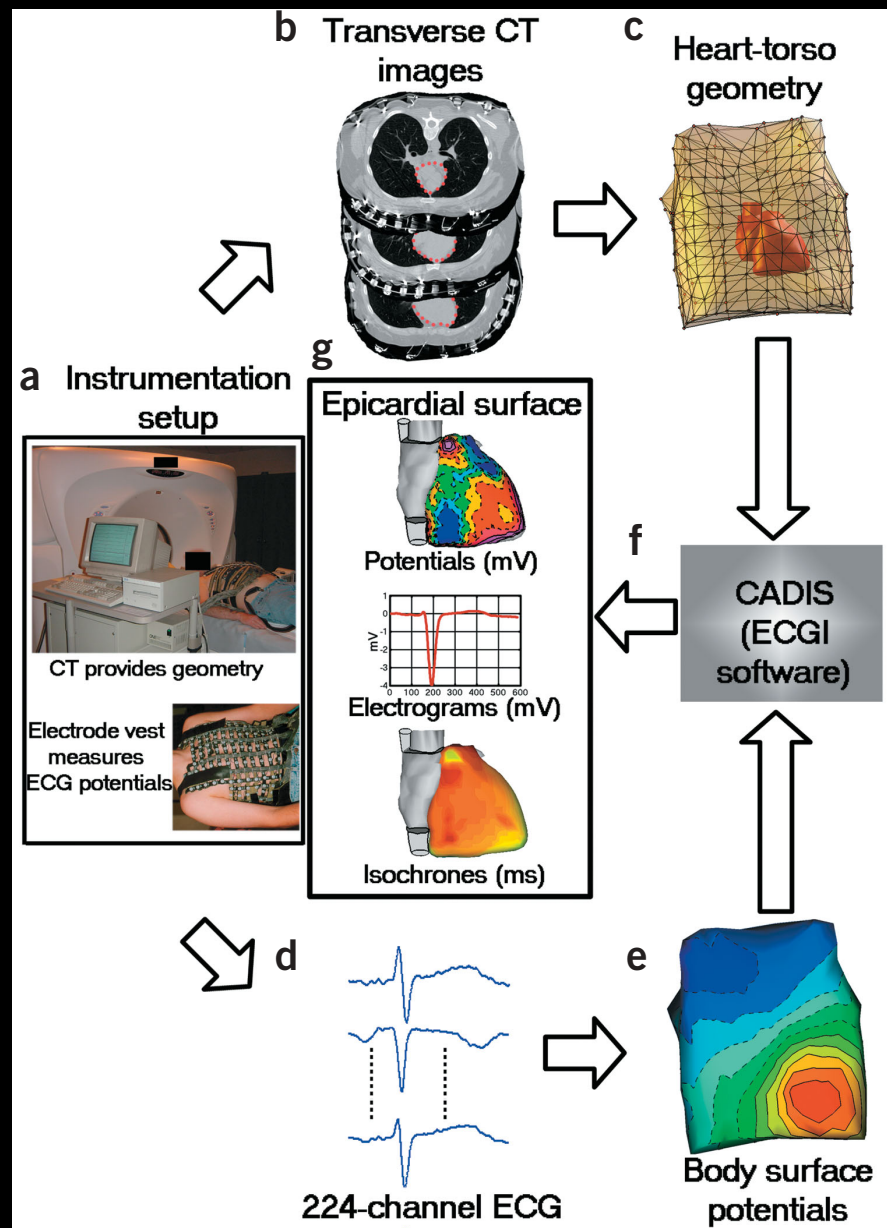 b
Transverse CT
images
c
Heart-torso
geometry
a
Instrumentation
setup
CT provides geometry
Electrode vest
measures
ECG potentials
g
Epicardial surface
Potentials (mV)
mV
1
0
-1
-2
-3
-4
0 100 200 300 400 500 600
Electrograms (mV)
Isochrones (ms)
f
CADIS
(ECGI
software)
d
224-channel ECG
e
Body surface
potentials